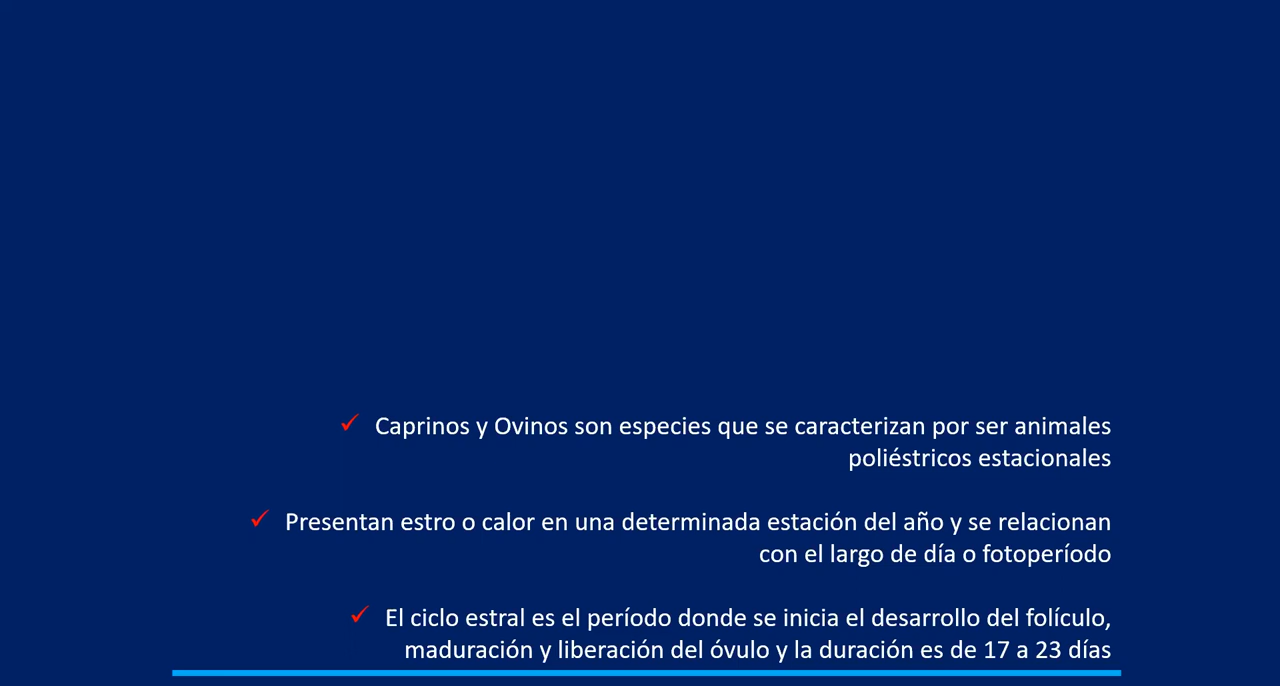 ✓ Caprinos y Ovinos son especies que se caracterizan por ser animales
poliéstricos estacionales
✓ Presentan estro o calor en una determinada estación del año y se relacionan
con el largo de día o fotoperíodo
✓ El ciclo estral es el período donde se inicia el desarrollo del folículo,
maduración y liberación del óvulo y la duración es de 17 a 23 días